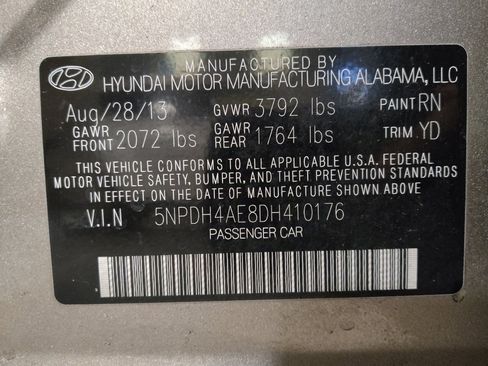 MANUFACTURED BY
HYUNDAI MOTOR MANUFACTURING ALABAMA, LLC
Aug/28/13 GVWR 3792 lbs PAINT RN
GAWR FRONT 2072 lbs GAWR REAR 1764 lbs TRIM YD
THIS VEHICLE CONFORMS TO ALL APPLICABLE U.S.A. FEDERAL
MOTOR VEHICLE SAFETY, BUMPER, AND THEFT PREVENTION STANDARDS
IN EFFECT ON THE DATE OF MANUFACTURE SHOWN ABOVE
V.I.N 5NPDH4AE8DH410176
PASSENGER CAR